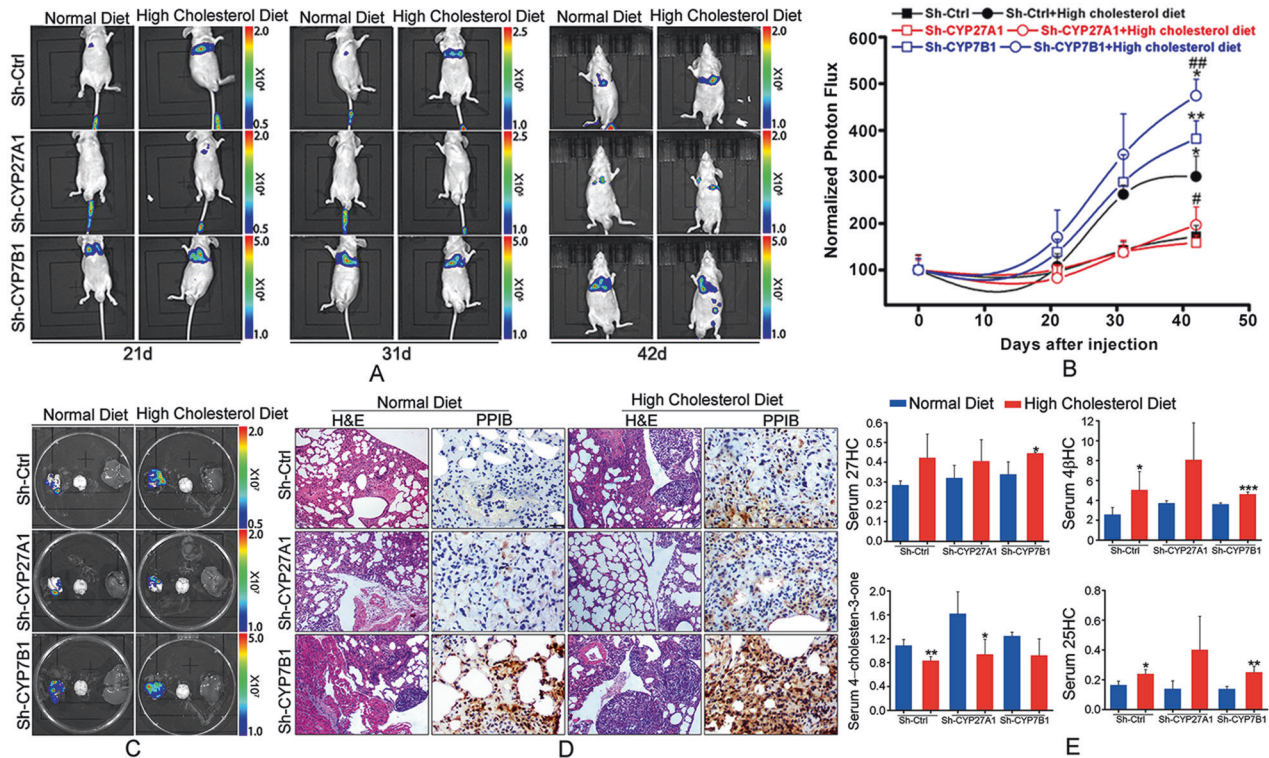 Normal Diet High Cholesterol Diet Normal Diet High Cholesterol Diet Normal Diet High Cholesterol Diet
Sh-Ctrl
Sh-CYP27A1
Sh-CYP7B1
2.0
X10⁷
0.5
2.0
1.0
5.0
1.0
2.5
1.0
2.5
1.0
5.0
1.0
2.0
1.0
2.0
1.0
5.0
1.0
21d 31d 42d
A
Sh-Ctrl Sh-Ctrl+High cholesterol diet
Sh-CYP27A1 Sh-CYP27A1+High cholesterol diet
Sh-CYP7B1 Sh-CYP7B1+High cholesterol diet
Normalized Photon Flux
600
500
400
300
200
100
##
*
**
*
#
0 10 20 30 40 50
Days after injection
B
Normal Diet High Cholesterol Diet
Sh-Ctrl
Sh-CYP27A1
Sh-CYP7B1
2.0
0.5
2.0
1.0
5.0
1.0
C
Normal Diet High Cholesterol Diet
H&E PPIB H&E PPIB
Sh-Ctrl
Sh-CYP27A1
Sh-CYP7B1
D
Normal Diet High Cholesterol Diet
Serum 27HC
0.6
0.4
0.3
0.1
0.0
*
Sh-Ctrl Sh-CYP27A1 Sh-CYP7B1
Serum 4βHC
12
10
8
6
4
2
0
*
***
Sh-Ctrl Sh-CYP27A1 Sh-CYP7B1
Serum 4-cholesten-3-one
2.0
1.6
1.2
0.8
0.4
0.0
**
*
Sh-Ctrl Sh-CYP27A1 Sh-CYP7B1
Serum 25HC
0.8
0.6
0.4
0.2
0.0
*
**
Sh-Ctrl Sh-CYP27A1 Sh-CYP7B1
E